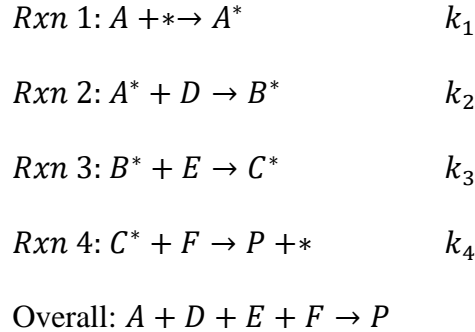 Rxn 1: A +∗→ A* k₁
Rxn 2: A* + D → B* k₂
Rxn 3: B* + E → C* k₃
Rxn 4: C* + F → P +∗ k₄
Overall: A + D + E + F → P